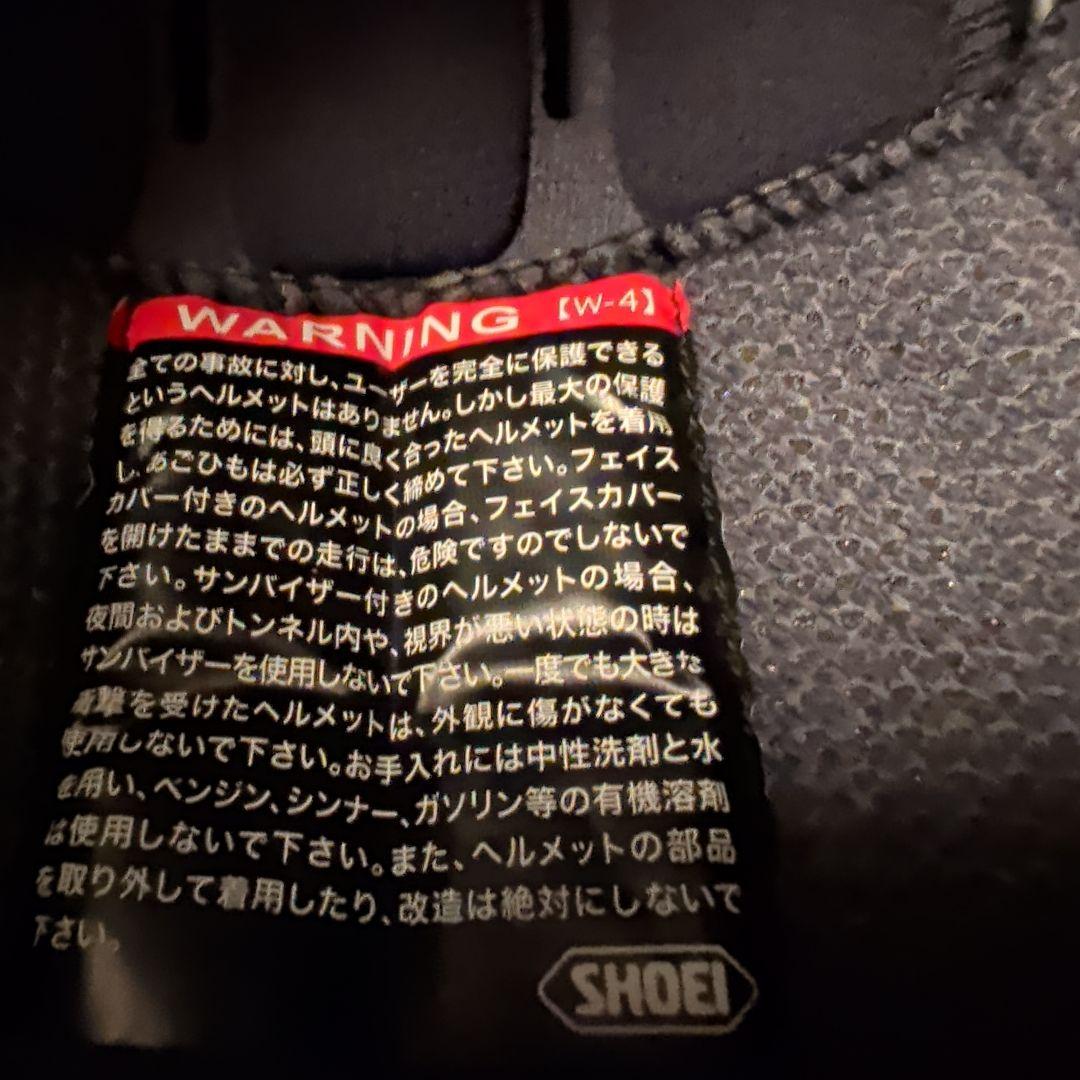 WARNING 【W-4】
全ての事故に対し、ユーザーを完全に保護できる
というヘルメットはありません。しかし最大の保護
を得るためには、頭に良く合ったヘルメットを着用
し、あごひもは必ず正しく締めて下さい。フェイス
カバー付きのヘルメットの場合、フェイスカバー
を開けたままでの走行は、危険ですのでしないで
下さい。サンバイザー付きのヘルメットの場合、
夜間およびトンネル内や、視界が悪い状態の時は
サンバイザーを使用しないで下さい。一度でも大きな
衝撃を受けたヘルメットは、外観に傷がなくても
使用しないで下さい。お手入れには中性洗剤と水
を用い、ベンジン、シンナー、ガソリン等の有機溶剤
は使用しないで下さい。また、ヘルメットの部品
を取り外して着用したり、改造は絶対にしないで
下さい。
SHOEI